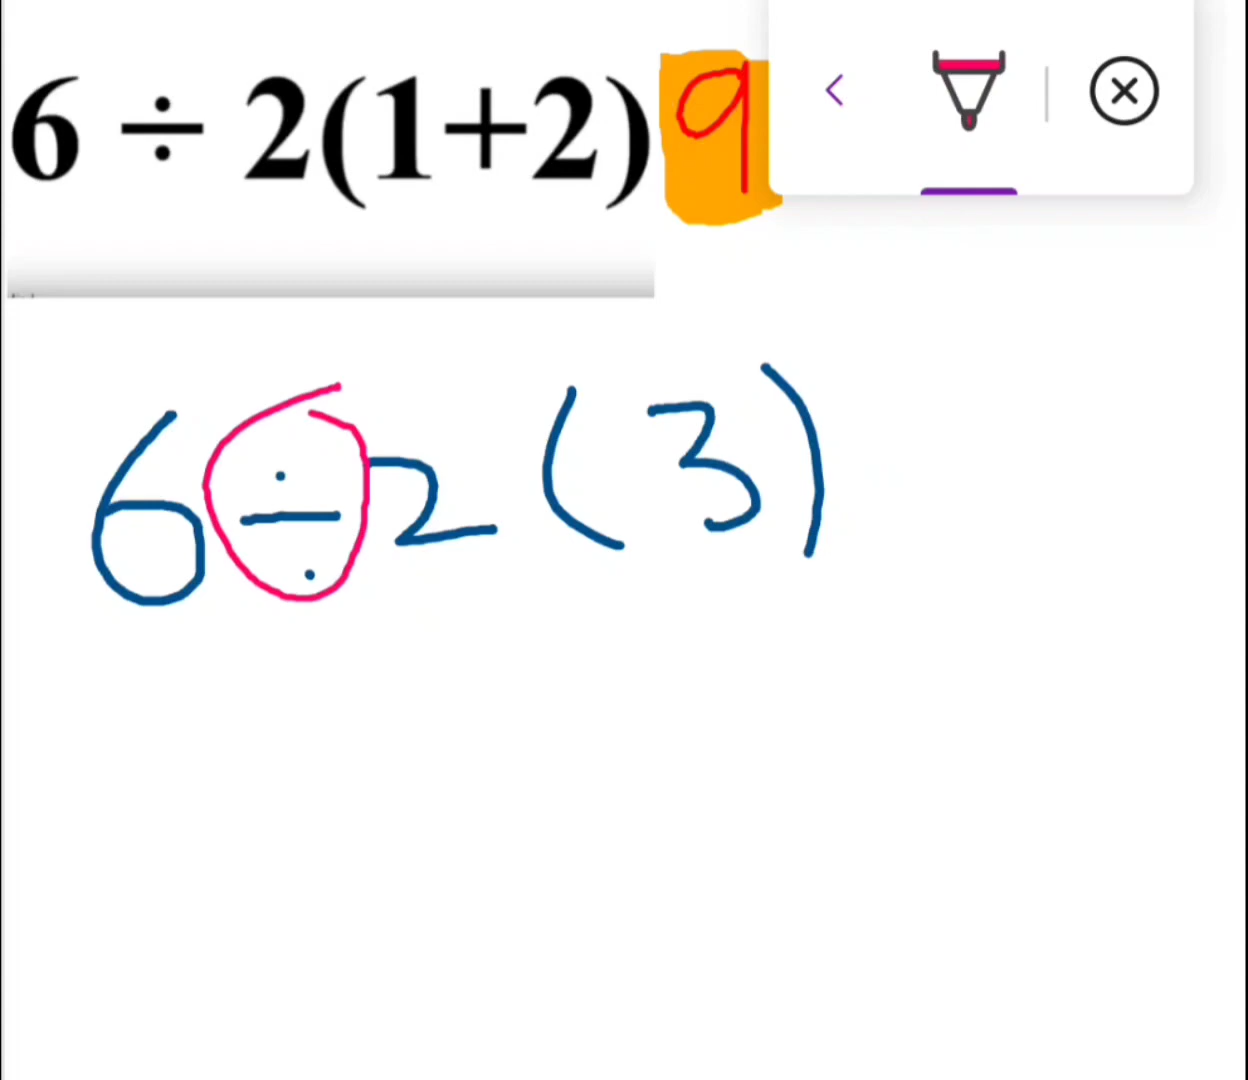 6 ÷ 2(1+2) 9
6 ÷ 2 ( 3 )